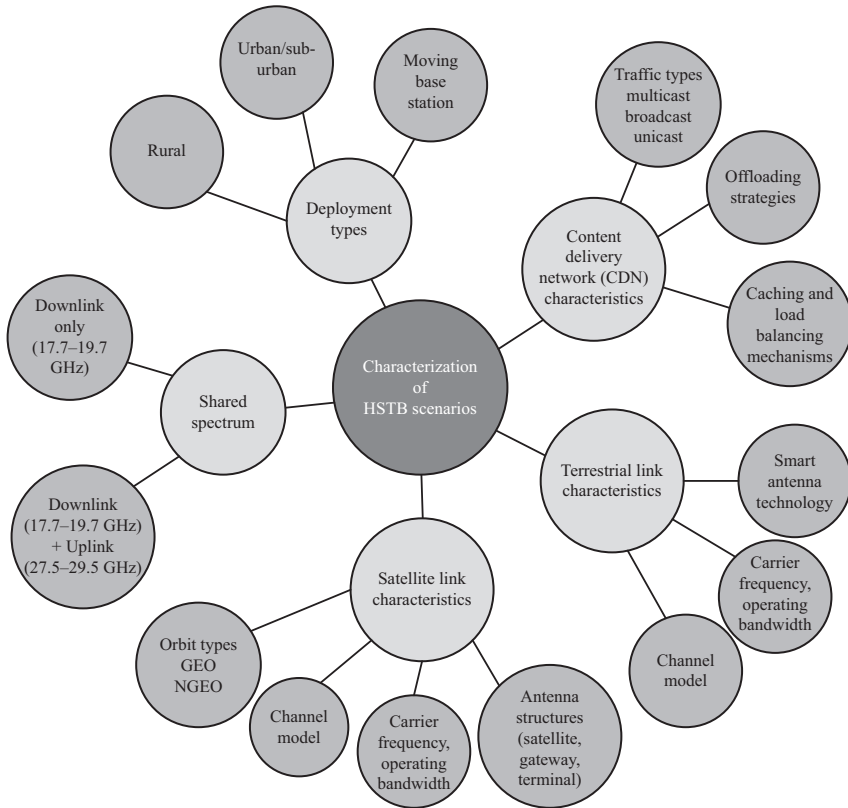 Urban/sub-
urban
Moving
base
station
Rural
Deployment
types
Traffic types
multicast
broadcast
unicast
Offloading
strategies
Content
delivery
network (CDN)
characteristics
Caching and
load
balancing
mechanisms
Downlink
only
(17.7–19.7
GHz)
Shared
spectrum
Characterization
of
HSTB scenarios
Downlink
(17.7–19.7 GHz)
+ Uplink
(27.5–29.5 GHz)
Terrestrial link
characteristics
Smart
antenna
technology
Carrier
frequency,
operating
bandwidth
Channel
model
Satellite link
characteristics
Orbit types
GEO
NGEO
Channel
model
Carrier
frequency,
operating
bandwidth
Antenna
structures
(satellite,
gateway,
terminal)